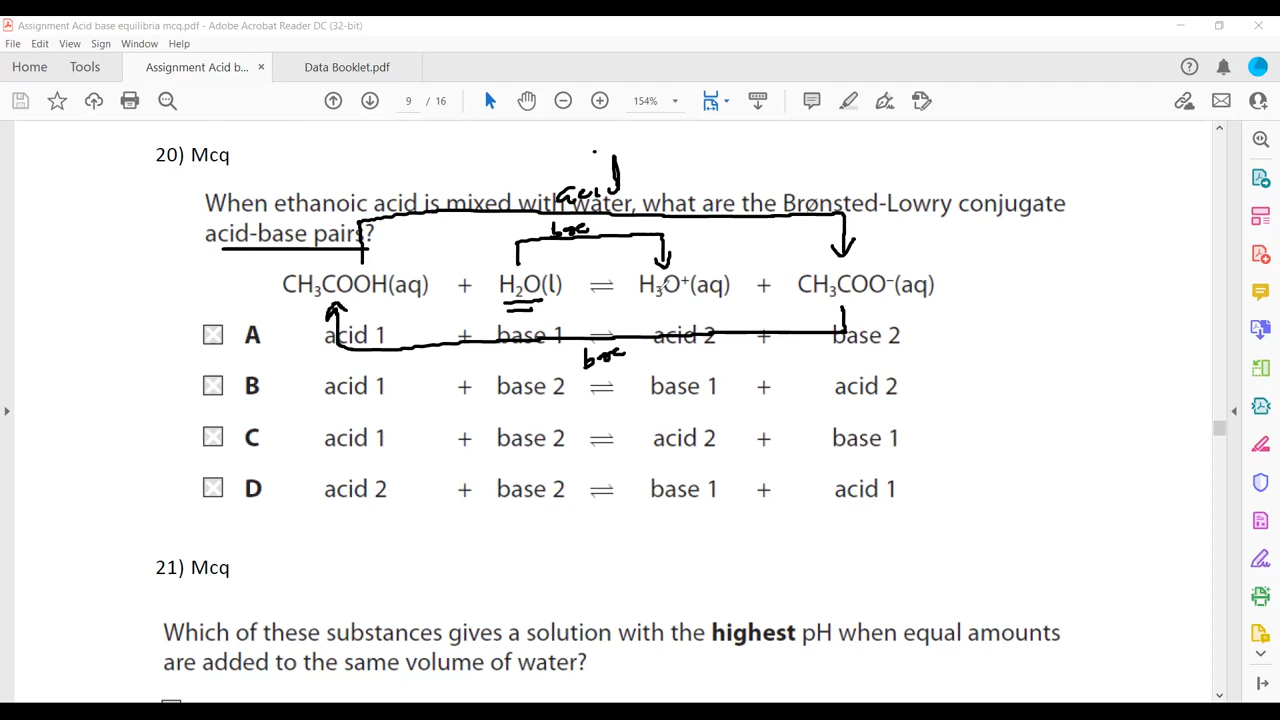 Assignment Acid base equilibria mcq.pdf - Adobe Acrobat Reader DC (32-bit)
File Edit View Sign Window Help
Home Tools Assignment Acid b... × Data Booklet.pdf
9 / 16 154%
20) Mcq
acid
When ethanoic acid is mixed with water, what are the Brønsted-Lowry conjugate
acid-base pairs?
base
CH₃COOH(aq) + H₂O(l) ⇌ H₃O⁺(aq) + CH₃COO⁻(aq)
A acid 1 + base 1 ⇌ acid 2 + base 2
base
B acid 1 + base 2 ⇌ base 1 + acid 2
C acid 1 + base 2 ⇌ acid 2 + base 1
D acid 2 + base 2 ⇌ base 1 + acid 1
21) Mcq
Which of these substances gives a solution with the highest pH when equal amounts
are added to the same volume of water?